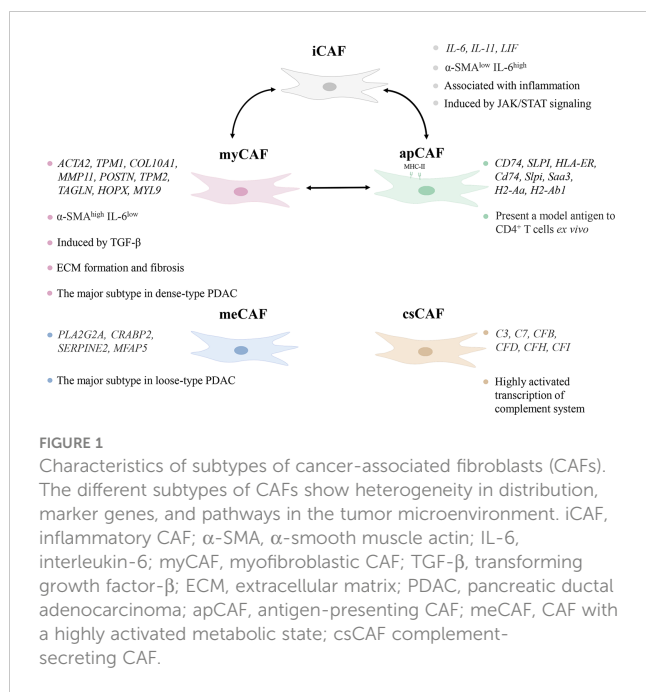 iCAF
IL-6, IL-11, LIF
α-SMAlow IL-6high
Associated with inflammation
Induced by JAK/STAT signaling
myCAF
ACTA2, TPM1, COL10A1,
MMP11, POSTN, TPM2,
TAGLN, HOPX, MYL9
α-SMAhigh IL-6low
Induced by TGF-β
ECM formation and fibrosis
The major subtype in dense-type PDAC
apCAF
MHC-II
CD74, SLPI, HLA-ER,
Cd74, Slpi, Saa3,
H2-Aa, H2-Ab1
Present a model antigen to
CD4+ T cells ex vivo
meCAF
PLA2G2A, CRABP2,
SERPINE2, MFAP5
The major subtype in loose-type PDAC
csCAF
C3, C7, CFB,
CFD, CFH, CFI
Highly activated
transcription of
complement system
FIGURE 1
Characteristics of subtypes of cancer-associated fibroblasts (CAFs).
The different subtypes of CAFs show heterogeneity in distribution,
marker genes, and pathways in the tumor microenvironment. iCAF,
inflammatory CAF; α-SMA, α-smooth muscle actin; IL-6,
interleukin-6; myCAF, myofibroblastic CAF; TGF-β, transforming
growth factor-β; ECM, extracellular matrix; PDAC, pancreatic ductal
adenocarcinoma; apCAF, antigen-presenting CAF; meCAF, CAF with
a highly activated metabolic state; csCAF complement-
secreting CAF.